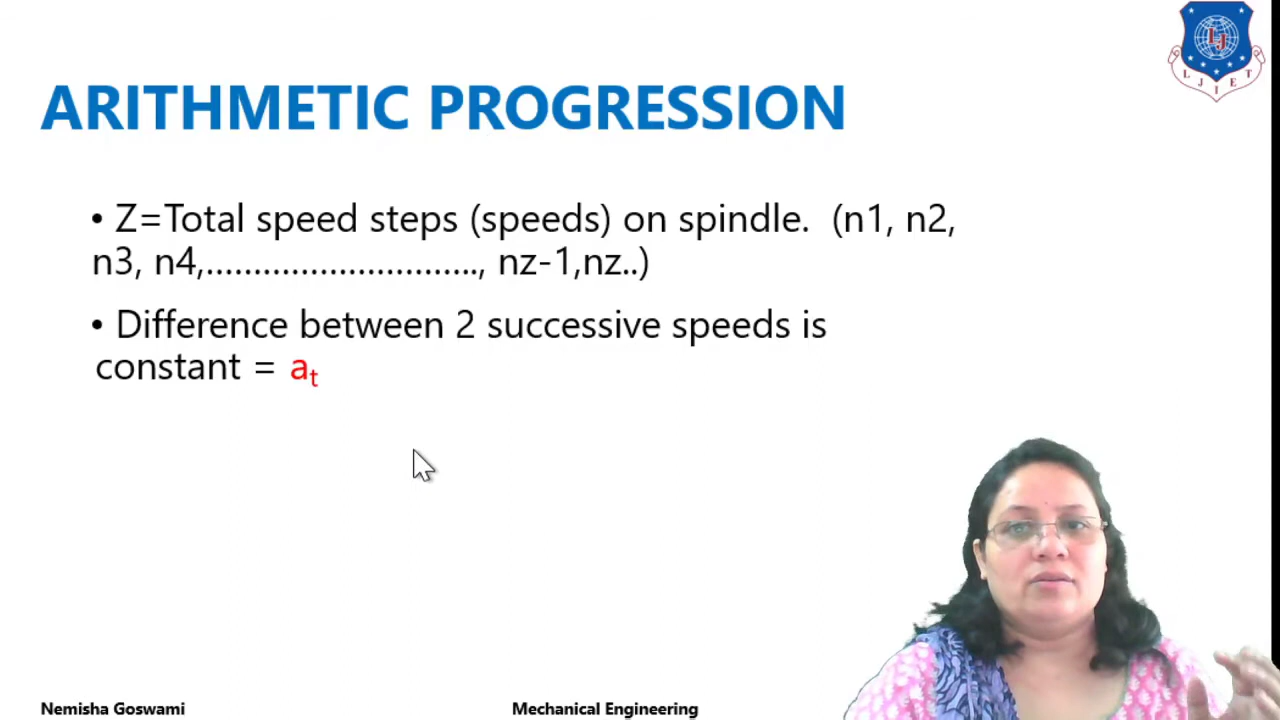 LJIET
ARITHMETIC PROGRESSION
• Z=Total speed steps (speeds) on spindle. (n1, n2,
n3, n4,............................., nz-1,nz..)
• Difference between 2 successive speeds is
constant = at
Nemisha Goswami
Mechanical Engineering